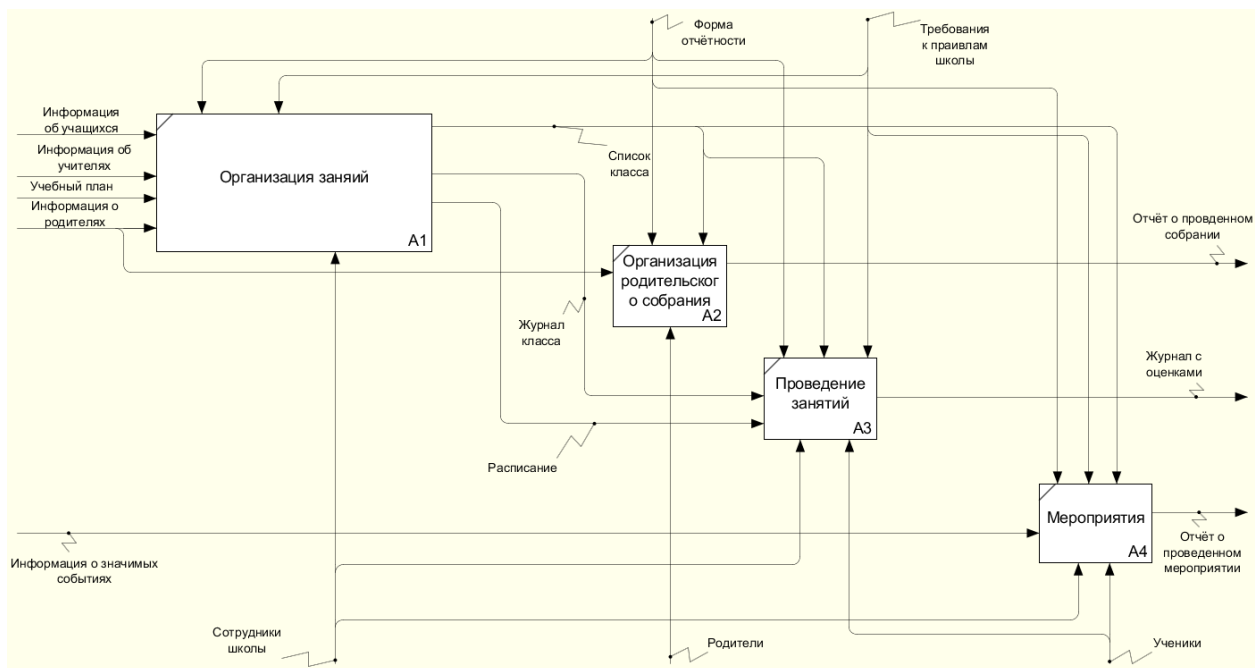 Форма
отчётности
Требования
к праивлам
школы
Информация
об учащихся
Информация об
учителях
Учебный план
Информация о
родителях
Организация заняий
A1
Список
класса
Отчёт о провденном
собрании
Организация
родительског
о собрания
A2
Журнал
класса
Журнал с
оценками
Проведение
занятий
A3
Расписание
Мероприятия
A4
Информация о значимых
событиях
Отчёт о
проведенном
мероприятии
Сотрудники
школы
Родители
Ученики